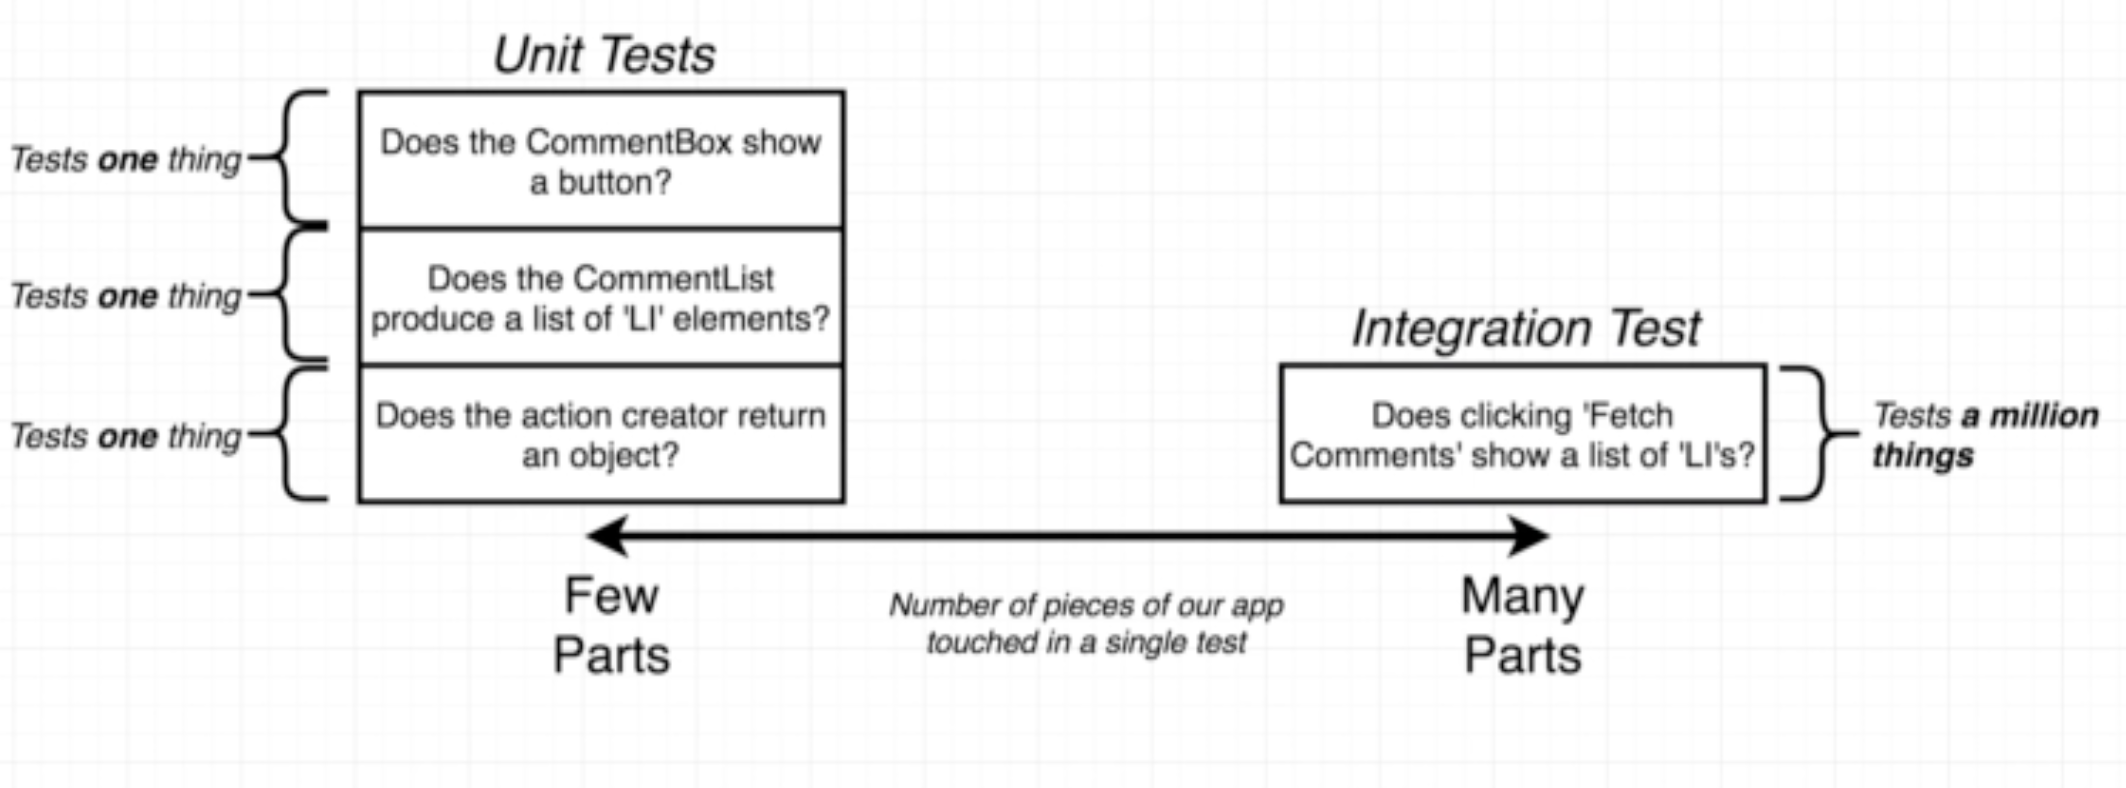 Unit Tests
Tests one thing
Does the CommentBox show
a button?
Tests one thing
Does the CommentList
produce a list of 'LI' elements?
Tests one thing
Does the action creator return
an object?
Integration Test
Does clicking 'Fetch
Comments' show a list of 'LI's?
Tests a million
things
Few
Parts
Number of pieces of our app
touched in a single test
Many
Parts